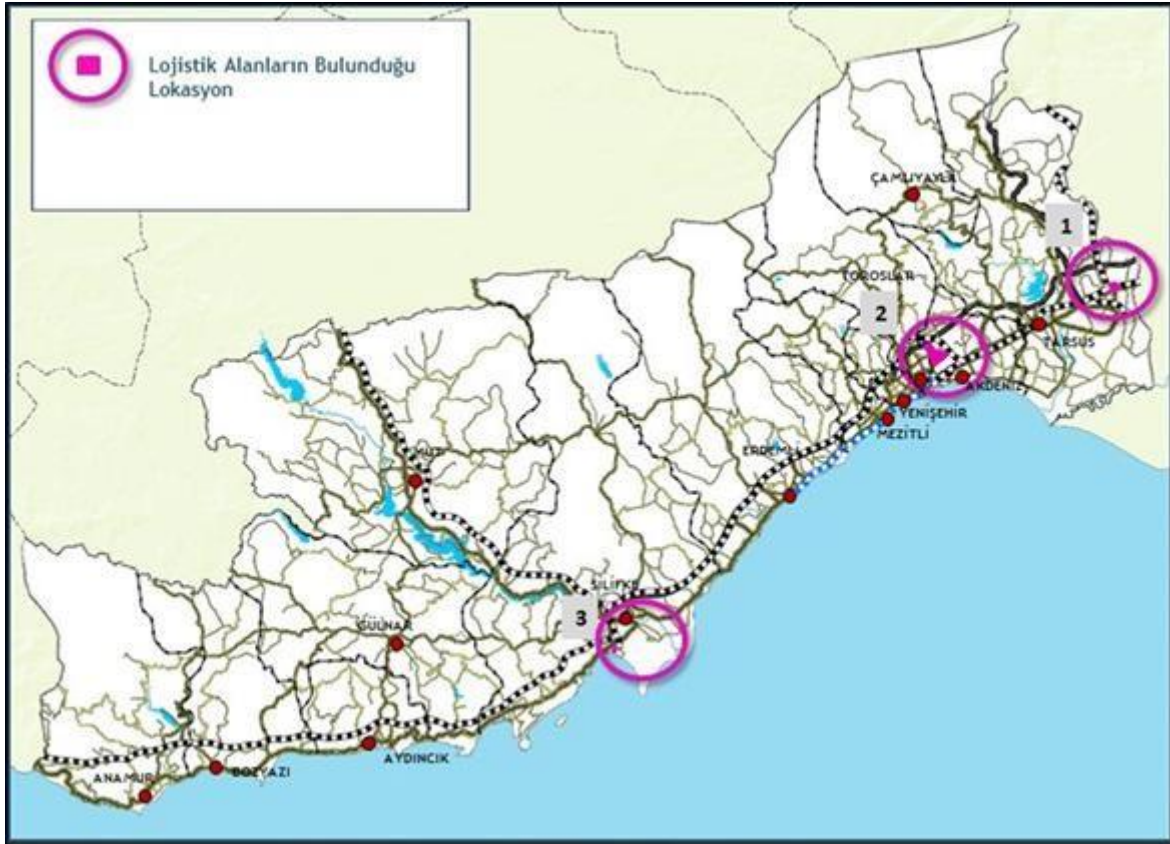 Lojistik Alanların Bulunduğu
Lokasyon
ÇAMLIYAYLA
1
TOROSLAR
2
TARSUS
AKDENİZ
YENİŞEHİR
MEZİTLİ
ERDEMLİ
MUT
SİLİFKE
3
GÜLNAR
AYDINCIK
BOZYAZI
ANAMUR